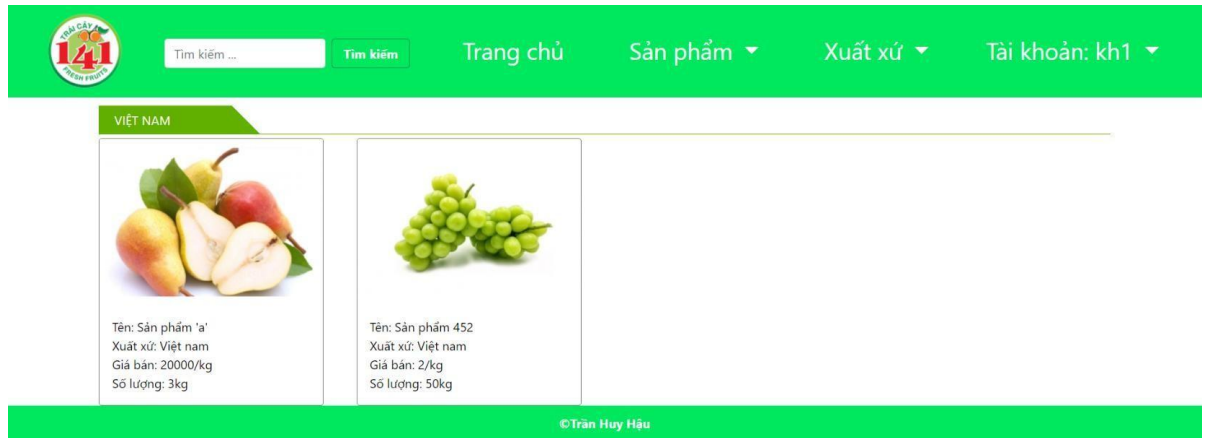 TRÁI CÂY
141
FRESH FRUITS
Tìm kiếm ...
Tìm kiếm
Trang chủ
Sản phẩm
Xuất xứ
Tài khoản: kh1
VIỆT NAM
Tên: Sản phẩm 'a'
Xuất xứ: Việt nam
Giá bán: 20000/kg
Số lượng: 3kg
Tên: Sản phẩm 452
Xuất xứ: Việt nam
Giá bán: 2/kg
Số lượng: 50kg
©Trần Huy Hậu